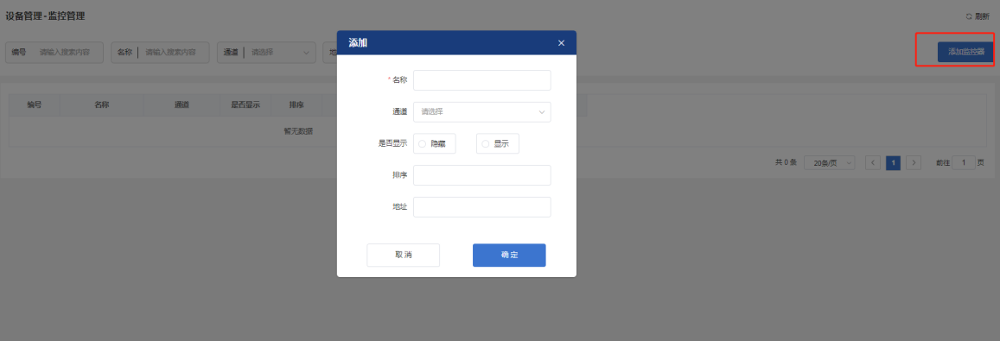 设备管理-监控管理
刷新
编号 请输入搜索内容 名称 请输入搜索内容 通道 请选择 地
添加监控器
添加
*名称
通道 请选择
是否显示 隐藏 显示
排序
地址
取消 确定
编号 名称 通道 是否显示 排序
暂无数据
共 0 条 20条/页 1 前往 1 页